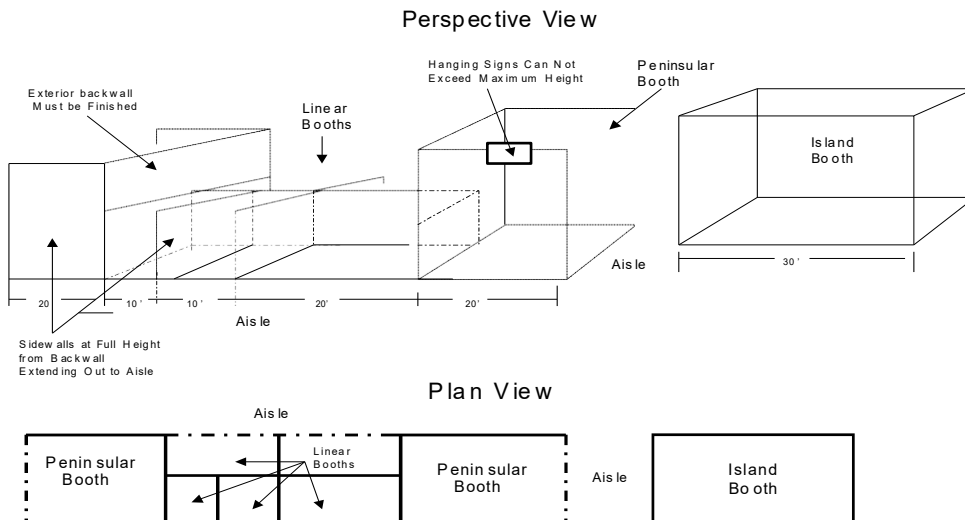 Perspective View
Hanging Signs Can Not
Exceed Maximum Height
Peninsular
Booth
Exterior backwall
Must be Finished
Linear
Booths
Island
Booth
Aisle
30'
20'
10'
10'
20'
20'
Aisle
Sidewalls at Full Height
from Backwall
Extending Out to Aisle
Plan View
Aisle
Peninsular
Booth
Linear
Booths
Peninsular
Booth
Aisle
Island
Booth